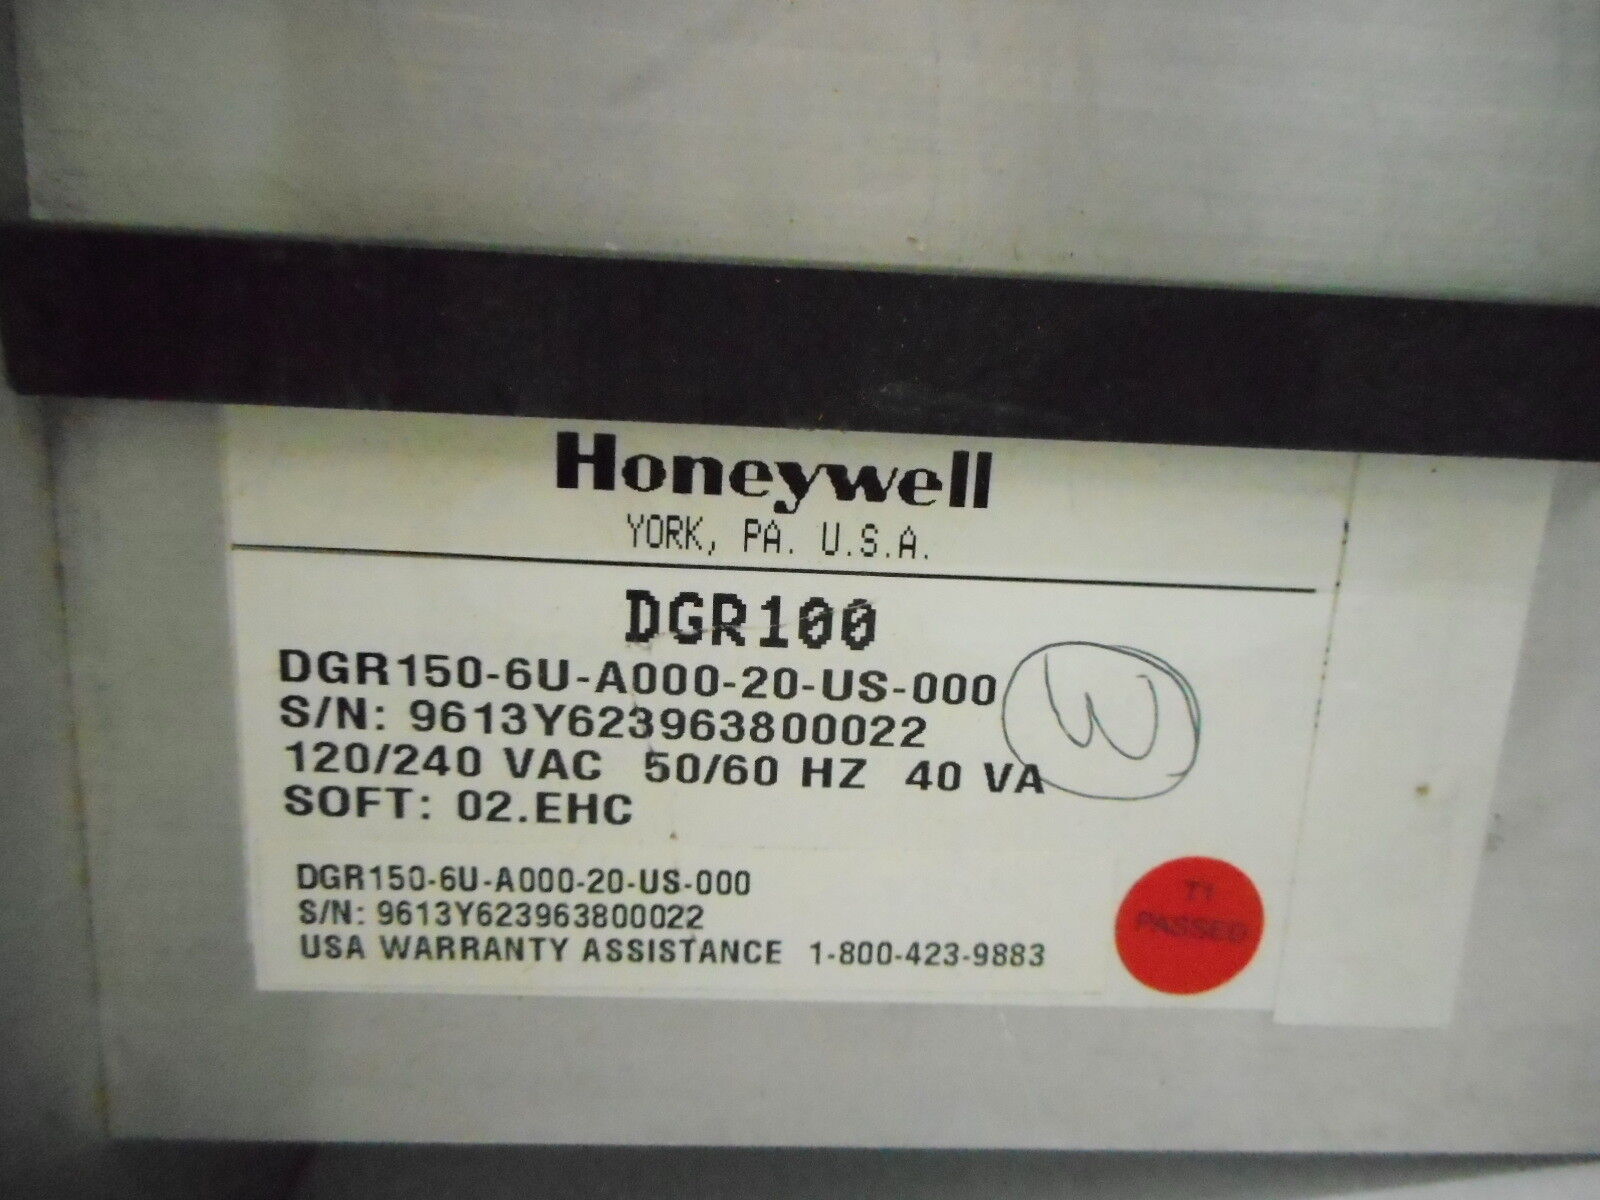 Honeywell
YORK, PA. U.S.A.
DGR100
DGR150-6U-A000-20-US-000
S/N: 9613Y623963800022
120/240 VAC 50/60 HZ 40 VA
SOFT: 02.EHC
DGR150-6U-A000-20-US-000
S/N: 9613Y623963800022
USA WARRANTY ASSISTANCE 1-800-423-9883
T1
PASSED